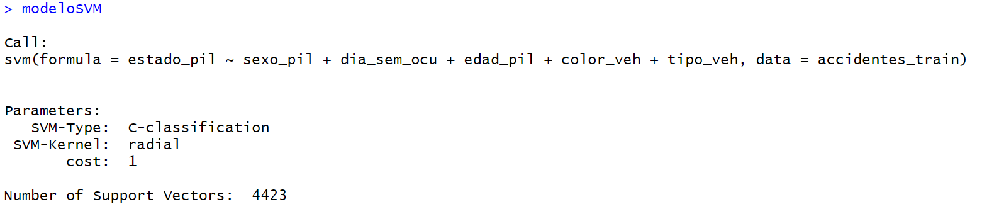 > modeloSVM
Call:
svm(formula = estado_pil ~ sexo_pil + dia_sem_ocu + edad_pil + color_veh + tipo_veh, data = accidentes_train)
Parameters:
SVM-Type: C-classification
SVM-Kernel: radial
cost: 1
Number of Support Vectors: 4423